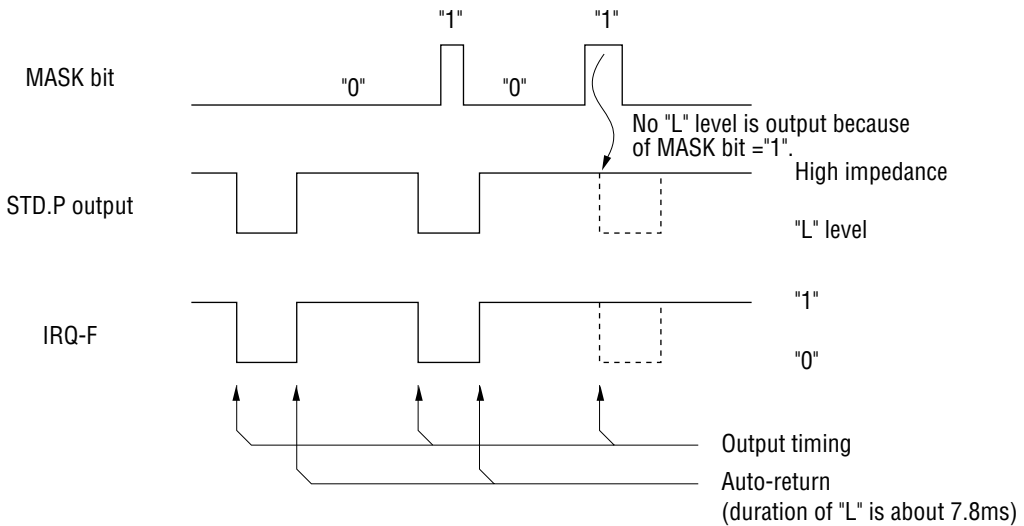 "1" "1"
MASK bit
"0" "0"
No "L" level is output because
of MASK bit ="1".
High impedance
STD.P output
"L" level
"1"
IRQ-F
"0"
Output timing
Auto-return
(duration of "L" is about 7.8ms)